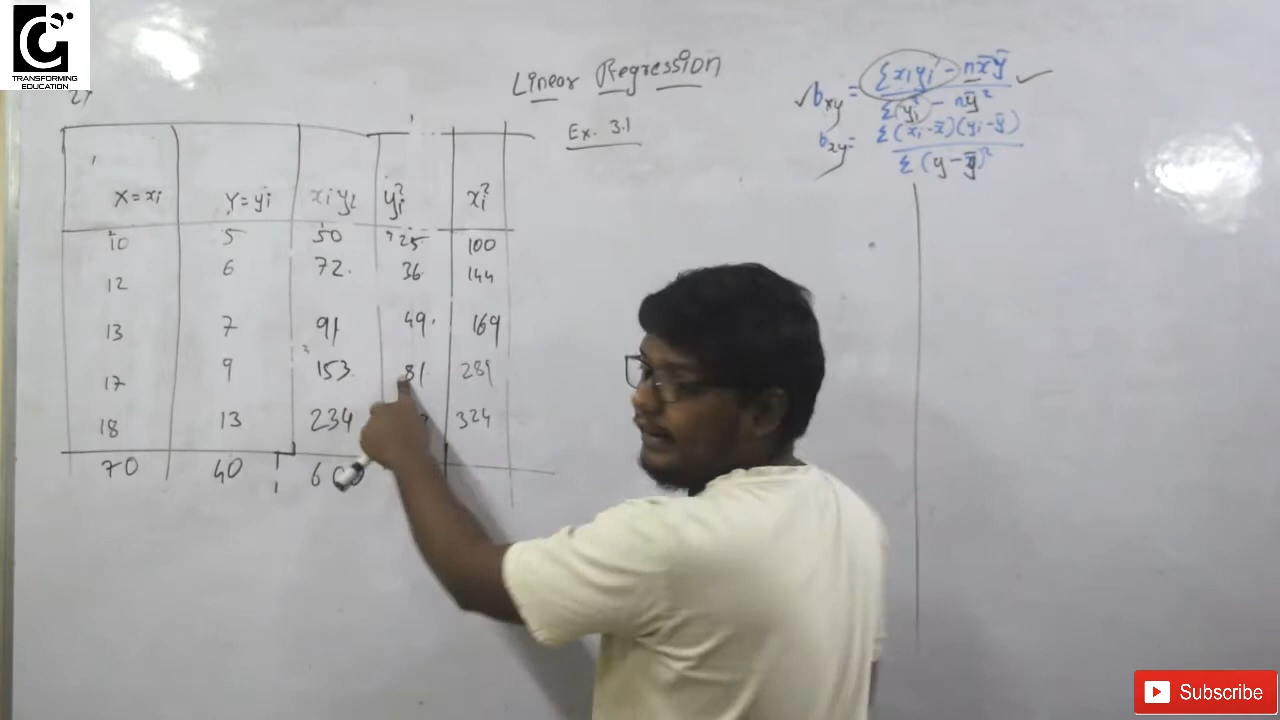 TRANSFORMING
EDUCATION
Linear Regression
Ex. 3.1
bxy = Σxiyi - nx̄ȳ / Σyi² - nȳ² ✓
bxy = Σ(xi-x̄)(yi-ȳ) / Σ(y-ȳ)²
X=xi Y=yi xiyi yi² xi²
10 5 50 25 100
12 6 72 36 144
13 7 91 49 169
17 9 153 81 289
18 13 234 324
70 40
Subscribe